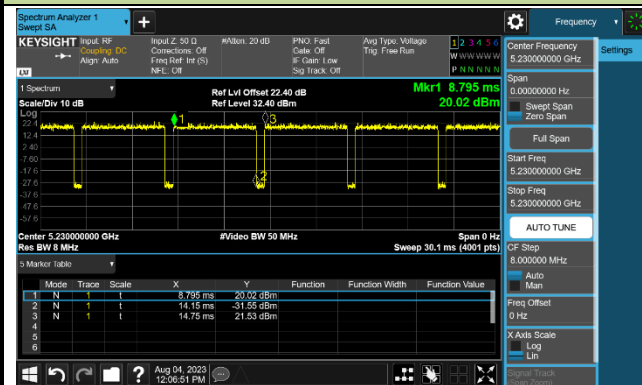 Spectrum Analyzer 1
Swept SA
Frequency
Settings
KEYSIGHT
Input: RF
Coupling: DC
Align: Auto
Input Z: 50 Ω
Corrections: Off
Freq Ref: Int (S)
NFE: Off
#Atten: 20 dB
PNO: Fast
Gate: Off
IF Gain: Low
Sig Track: Off
Avg Type: Voltage
Trig: Free Run
1 2 3 4 5 6
W W W W W W
P N N N N N
LXI
1 Spectrum
Scale/Div 10 dB
Ref Lvl Offset 22.40 dB
Ref Level 32.40 dBm
Mkr1 8.795 ms
20.02 dBm
Log
22.4
12.4
2.40
-7.60
-17.6
-27.6
-37.6
-47.6
-57.6
1
3
2
Center 5.230000000 GHz
Res BW 8 MHz
#Video BW 50 MHz
Span 0 Hz
Sweep 30.1 ms (4001 pts)
5 Marker Table
Mode Trace Scale X Y Function Function Width Function Value
1 N 1 t 8.795 ms 20.02 dBm
2 N 1 t 14.15 ms -31.55 dBm
3 N 1 t 14.75 ms 21.53 dBm
4
5
6
Aug 04, 2023
12:06:51 PM
Center Frequency
5.230000000 GHz
Span
0.00000000 Hz
Swept Span
Zero Span
Full Span
Start Freq
5.230000000 GHz
Stop Freq
5.230000000 GHz
AUTO TUNE
CF Step
8.000000 MHz
Auto
Man
Freq Offset
0 Hz
X Axis Scale
Log
Lin
Signal Track
(Span Zoom)